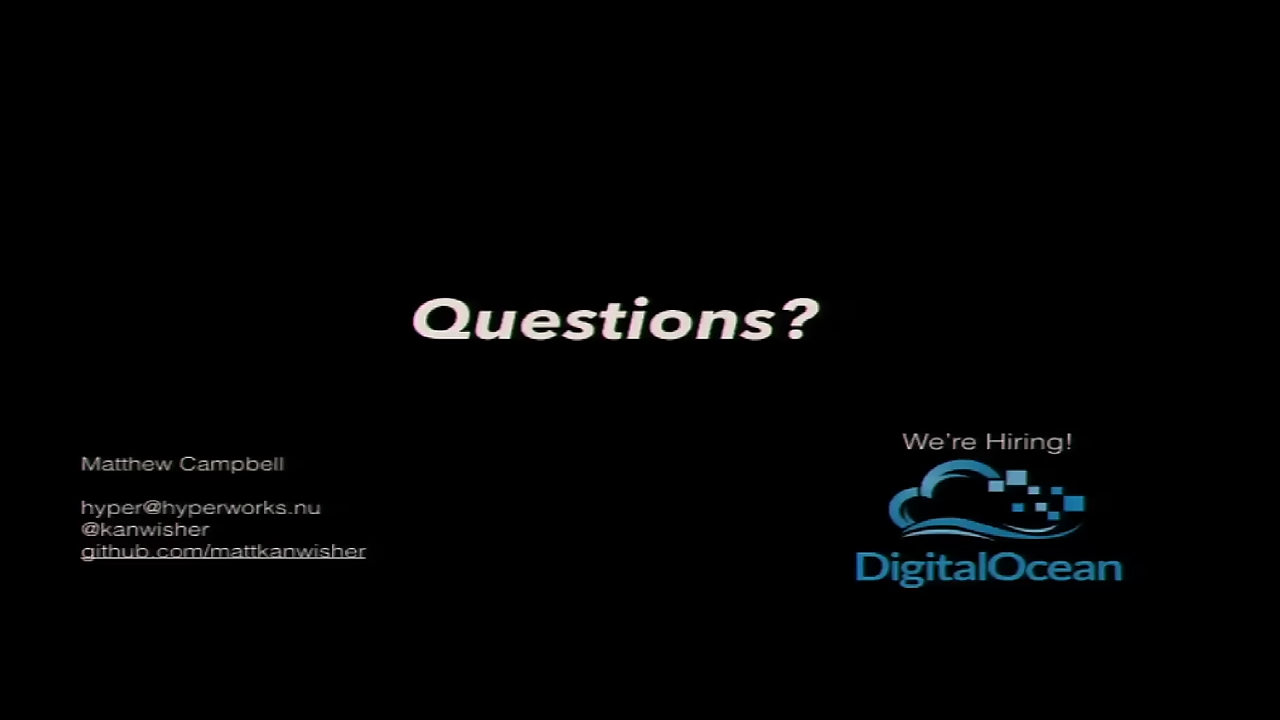 Questions?
Matthew Campbell
hyper@hyperworks.nu
@kanwisher
github.com/mattkanwisher
We're Hiring!
DigitalOcean